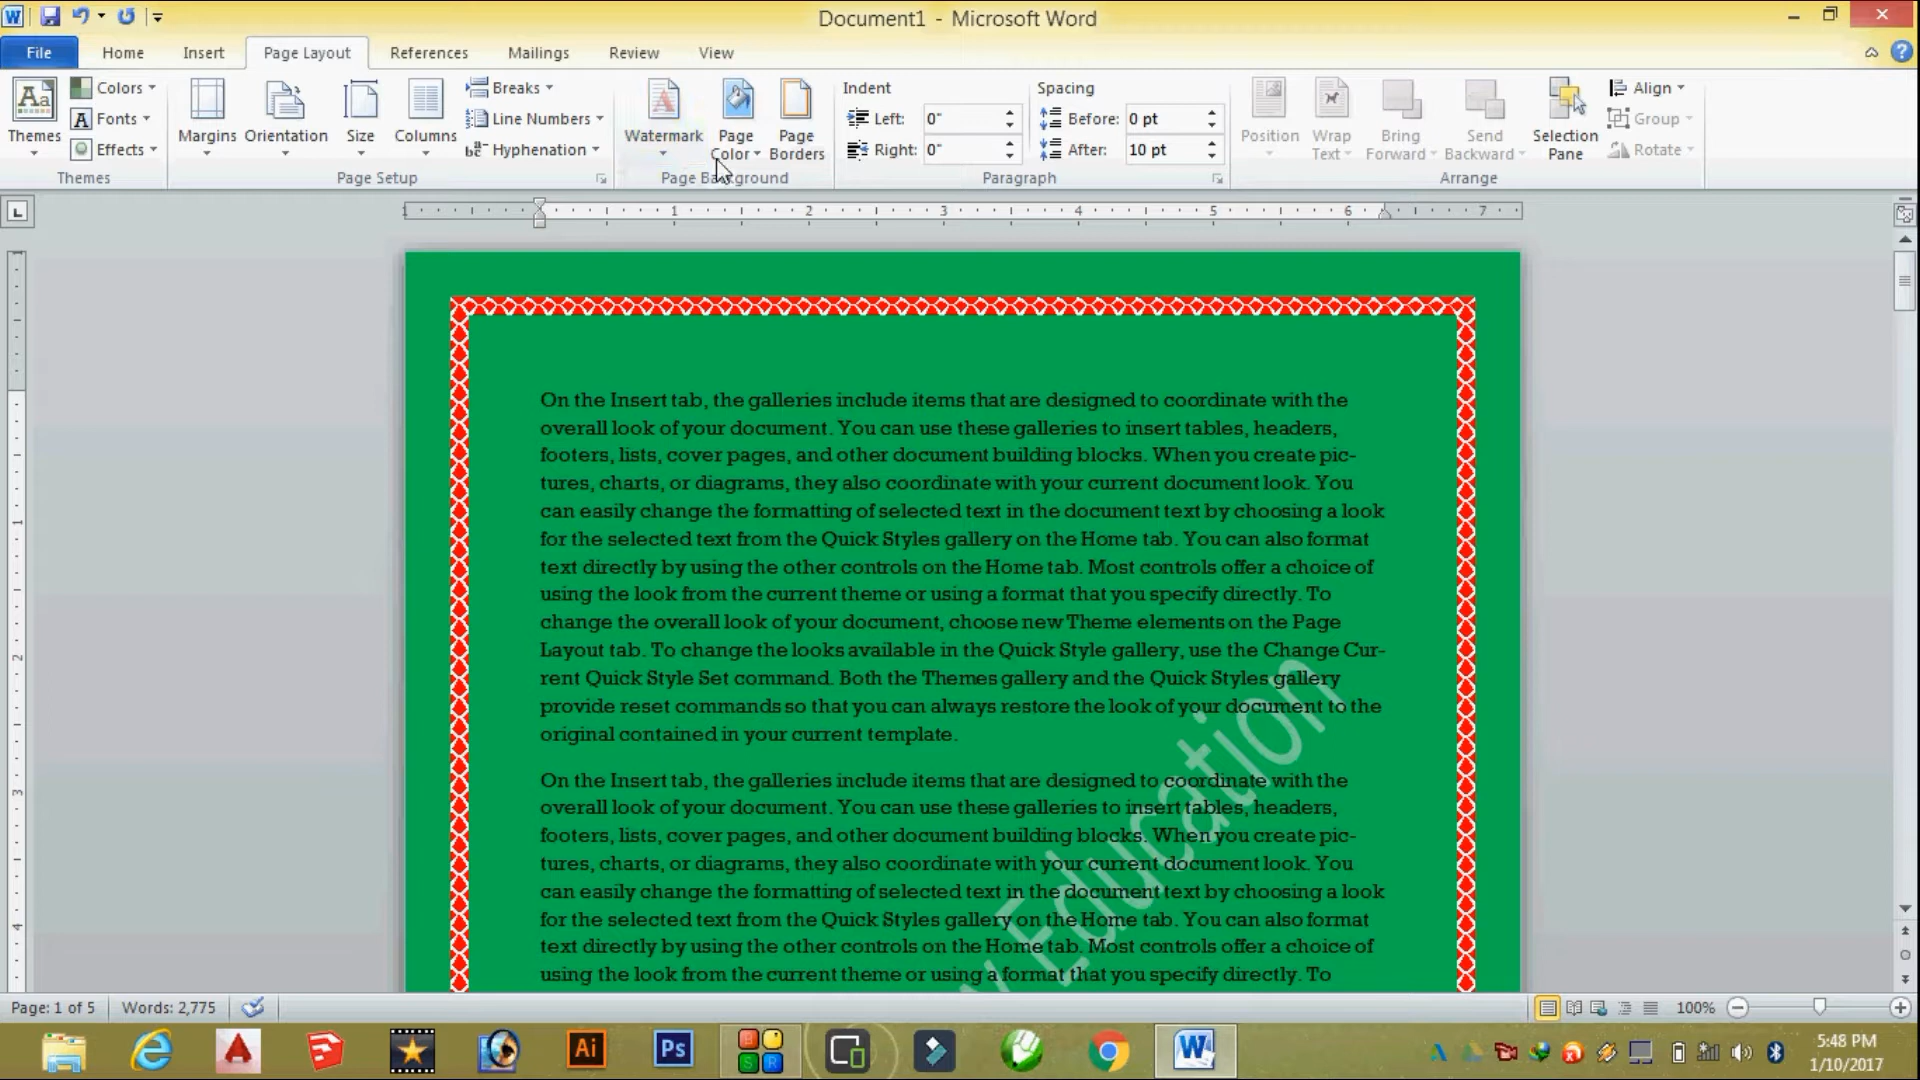 Document1 - Microsoft Word
File Home Insert Page Layout References Mailings Review View
Themes
Colors
Fonts
Effects
Themes
Margins
Orientation
Size
Columns
Breaks
Line Numbers
Hyphenation
Page Setup
Watermark
Page Color
Page Borders
Page Background
Indent
Left: 0"
Right: 0"
Spacing
Before: 0 pt
After: 10 pt
Paragraph
Position
Wrap Text
Bring Forward
Send Backward
Selection Pane
Align
Group
Rotate
Arrange
1 1 2 3 4 5 6 7
1
2
3
4
On the Insert tab, the galleries include items that are designed to coordinate with the
overall look of your document. You can use these galleries to insert tables, headers,
footers, lists, cover pages, and other document building blocks. When you create pic-
tures, charts, or diagrams, they also coordinate with your current document look. You
can easily change the formatting of selected text in the document text by choosing a look
for the selected text from the Quick Styles gallery on the Home tab. You can also format
text directly by using the other controls on the Home tab. Most controls offer a choice of
using the look from the current theme or using a format that you specify directly. To
change the overall look of your document, choose new Theme elements on the Page
Layout tab. To change the looks available in the Quick Style gallery, use the Change Cur-
rent Quick Style Set command. Both the Themes gallery and the Quick Styles gallery
provide reset commands so that you can always restore the look of your document to the
original contained in your current template.
On the Insert tab, the galleries include items that are designed to coordinate with the
overall look of your document. You can use these galleries to insert tables, headers,
footers, lists, cover pages, and other document building blocks. When you create pic-
tures, charts, or diagrams, they also coordinate with your current document look. You
can easily change the formatting of selected text in the document text by choosing a look
for the selected text from the Quick Styles gallery on the Home tab. You can also format
text directly by using the other controls on the Home tab. Most controls offer a choice of
using the look from the current theme or using a format that you specify directly. To
Education
Page: 1 of 5 Words: 2,775 100%
Ai
Ps
5:48 PM
1/10/2017